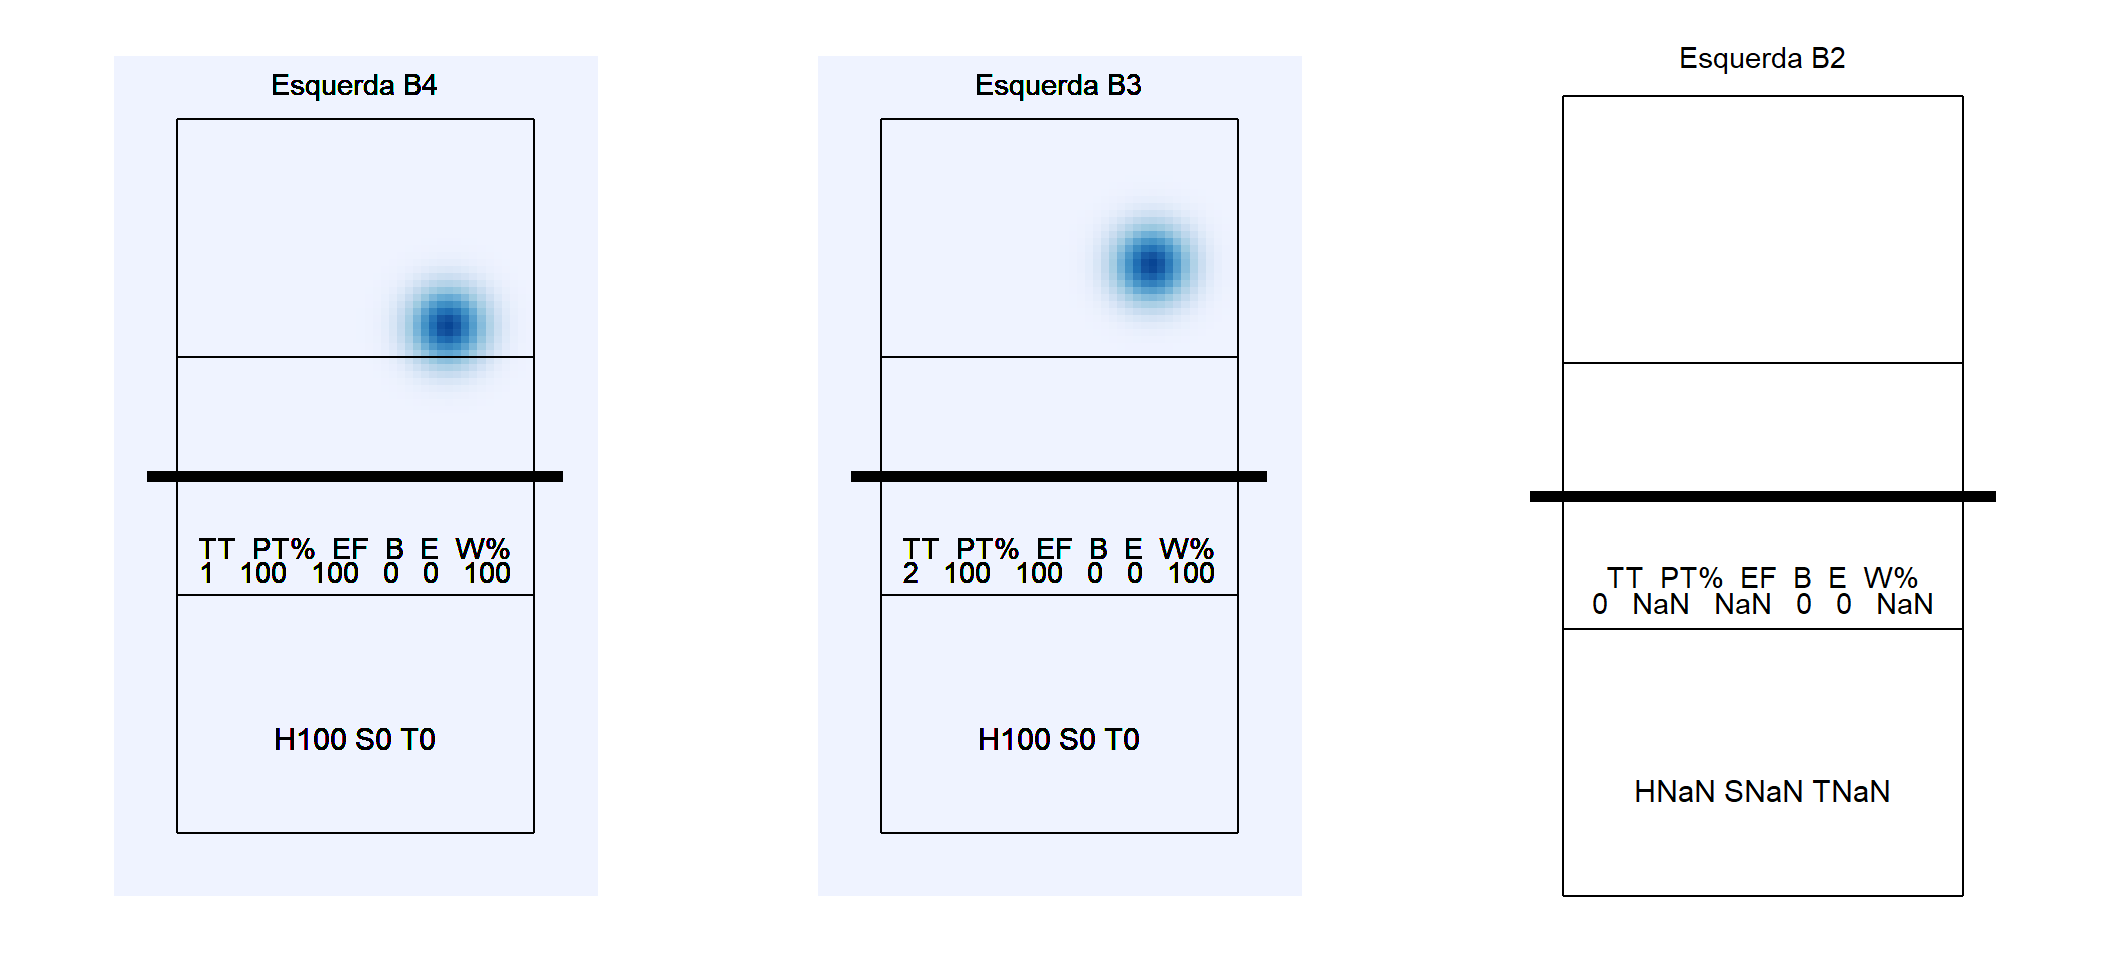 Esquerda B4
TT PT% EF B E W%
1 100 100 0 0 100
H100 S0 T0
Esquerda B3
TT PT% EF B E W%
2 100 100 0 0 100
H100 S0 T0
Esquerda B2
TT PT% EF B E W%
0 NaN NaN 0 0 NaN
HNaN SNaN TNaN